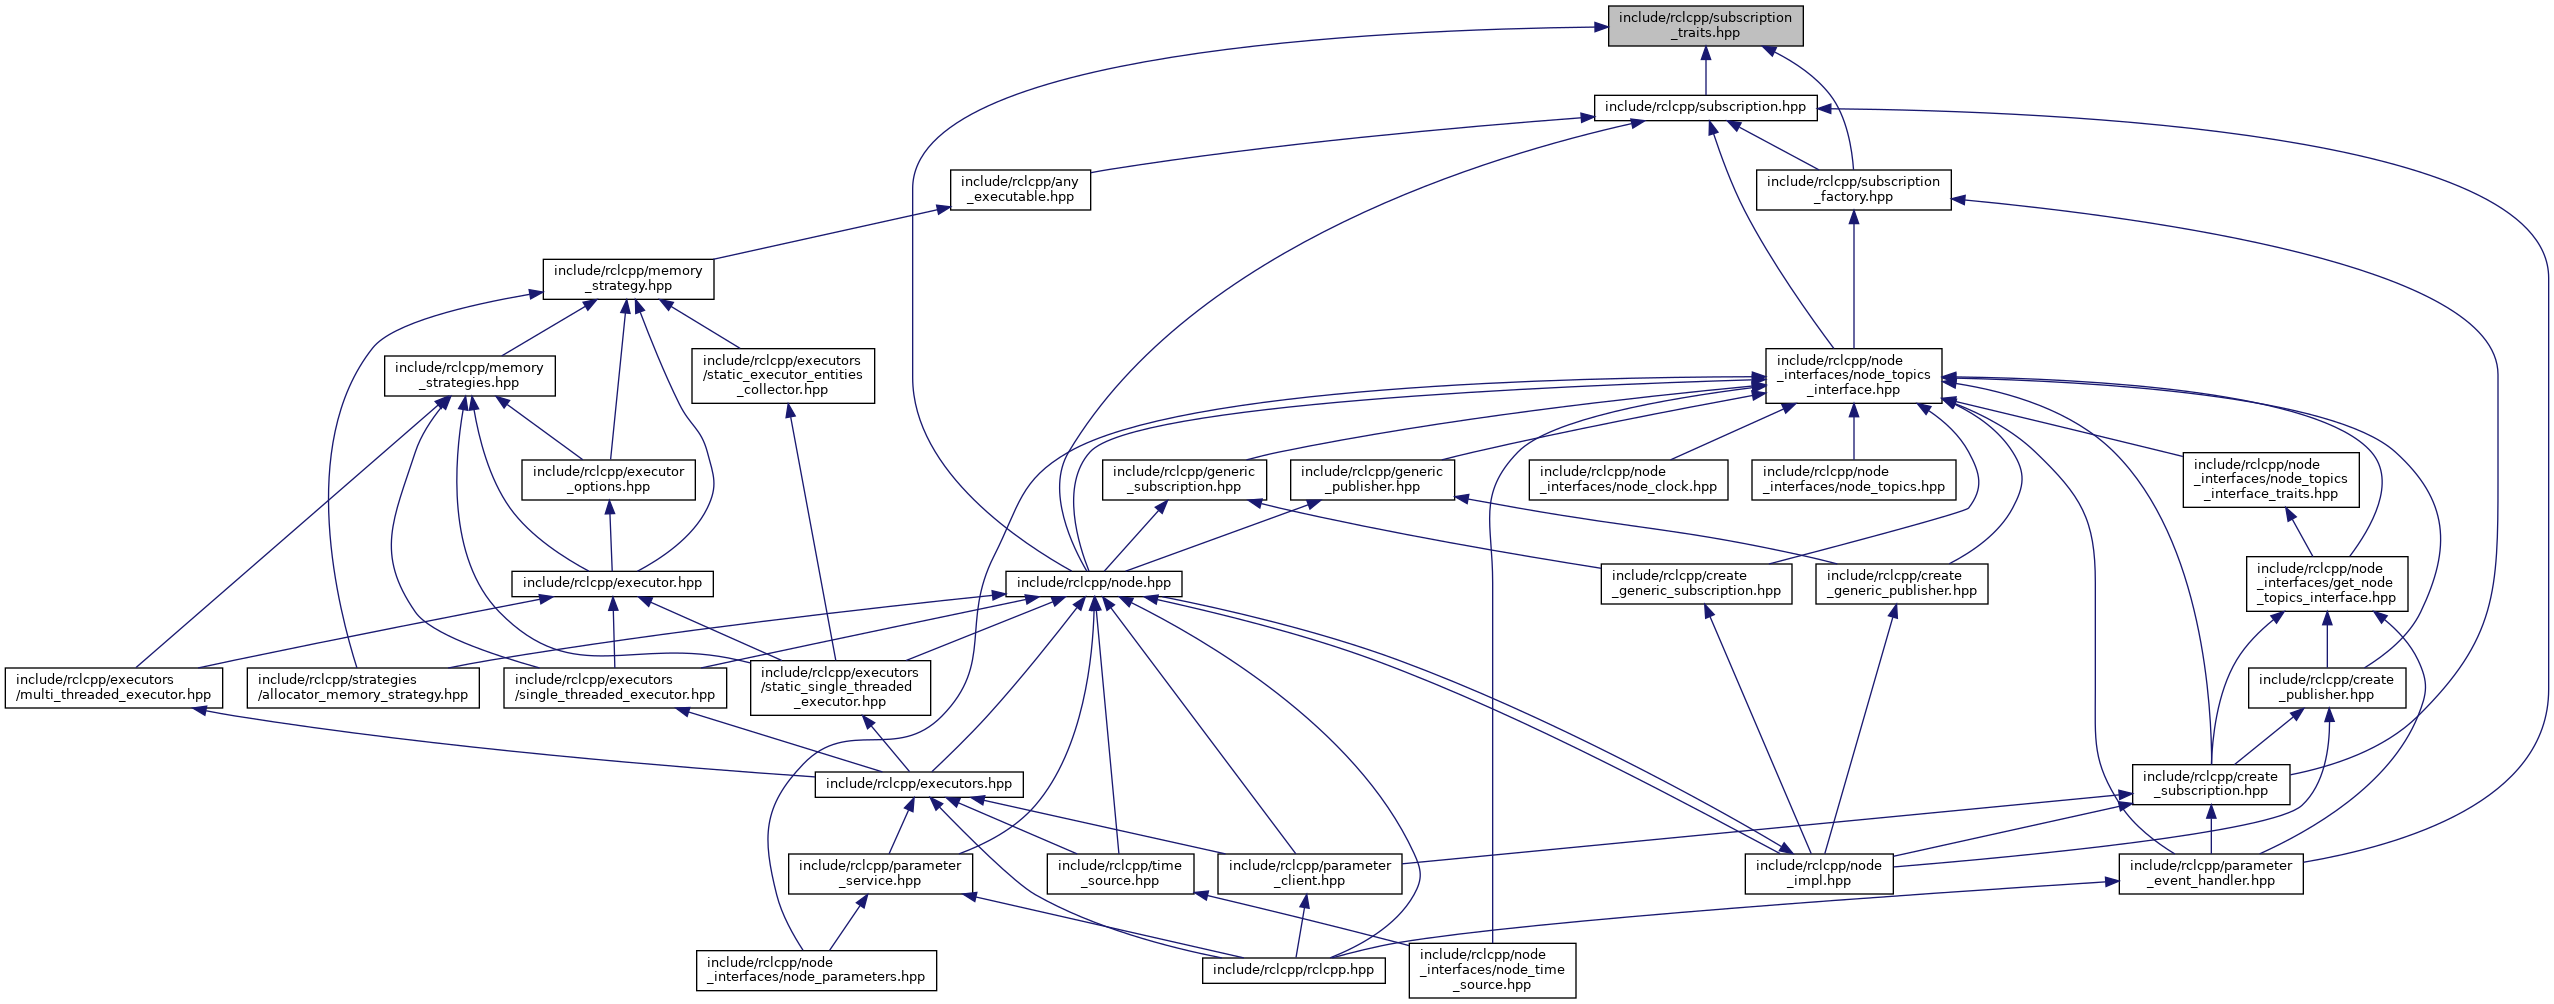 include/rclcpp/subscription
_traits.hpp
include/rclcpp/subscription.hpp
include/rclcpp/any
_executable.hpp
include/rclcpp/subscription
_factory.hpp
include/rclcpp/memory
_strategy.hpp
include/rclcpp/memory
_strategies.hpp
include/rclcpp/executors
/static_executor_entities
_collector.hpp
include/rclcpp/node
_interfaces/node_topics
_interface.hpp
include/rclcpp/executor
_options.hpp
include/rclcpp/generic
_subscription.hpp
include/rclcpp/generic
_publisher.hpp
include/rclcpp/node
_interfaces/node_clock.hpp
include/rclcpp/node
_interfaces/node_topics.hpp
include/rclcpp/node
_interfaces/node_topics
_interface_traits.hpp
include/rclcpp/executor.hpp
include/rclcpp/node.hpp
include/rclcpp/create
_generic_subscription.hpp
include/rclcpp/create
_generic_publisher.hpp
include/rclcpp/node
_interfaces/get_node
_topics_interface.hpp
include/rclcpp/executors
/multi_threaded_executor.hpp
include/rclcpp/strategies
/allocator_memory_strategy.hpp
include/rclcpp/executors
/single_threaded_executor.hpp
include/rclcpp/executors
/static_single_threaded
_executor.hpp
include/rclcpp/create
_publisher.hpp
include/rclcpp/executors.hpp
include/rclcpp/create
_subscription.hpp
include/rclcpp/parameter
_service.hpp
include/rclcpp/time
_source.hpp
include/rclcpp/parameter
_client.hpp
include/rclcpp/node
_impl.hpp
include/rclcpp/parameter
_event_handler.hpp
include/rclcpp/node
_interfaces/node_parameters.hpp
include/rclcpp/rclcpp.hpp
include/rclcpp/node
_interfaces/node_time
_source.hpp